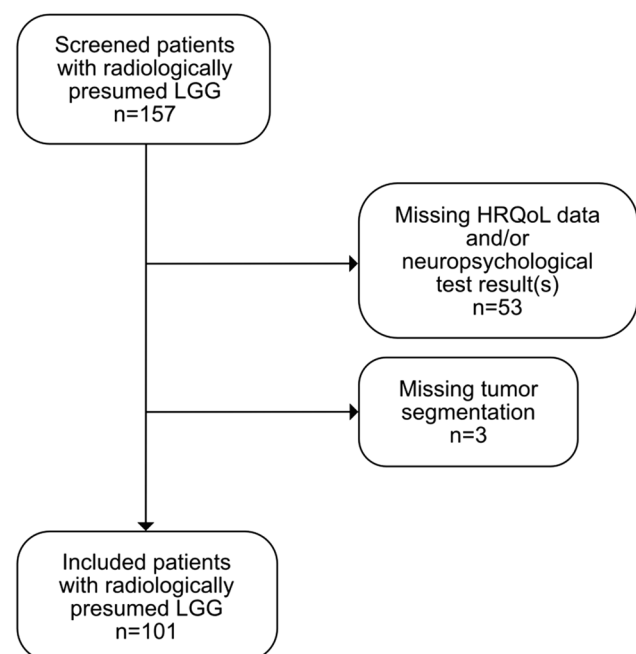 Screened patients
with radiologically
presumed LGG
n=157
Missing HRQoL data
and/or
neuropsychological
test result(s)
n=53
Missing tumor
segmentation
n=3
Included patients
with radiologically
presumed LGG
n=101